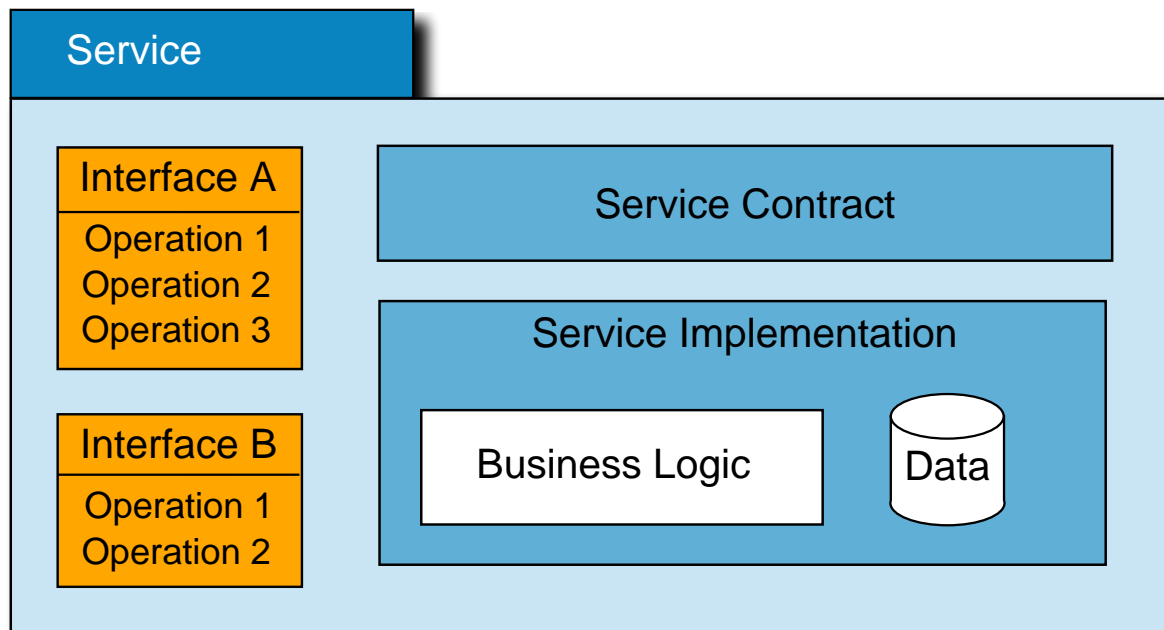 Service
Interface A
Operation 1
Operation 2
Operation 3
Interface B
Operation 1
Operation 2
Service Contract
Service Implementation
Business Logic
Data